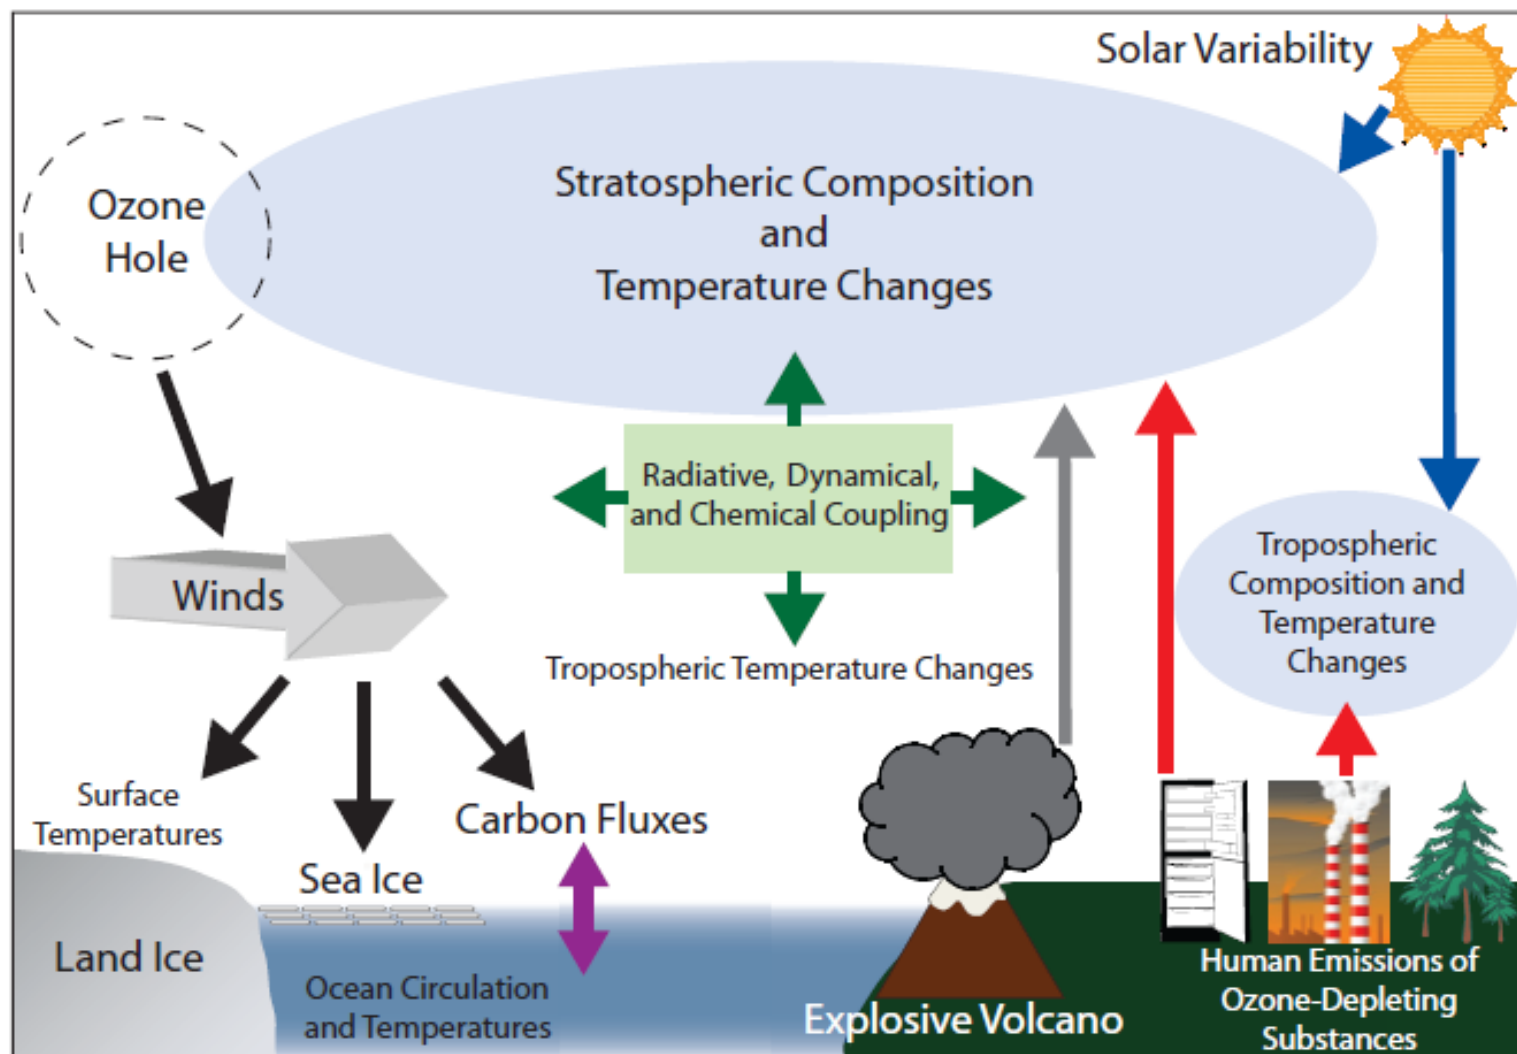 Solar Variability
Ozone
Hole
Stratospheric Composition
and
Temperature Changes
Radiative, Dynamical,
and Chemical Coupling
Tropospheric
Composition and
Temperature
Changes
Winds
Tropospheric Temperature Changes
Surface
Temperatures
Carbon Fluxes
Sea Ice
Land Ice
Ocean Circulation
and Temperatures
Explosive Volcano
Human Emissions of
Ozone-Depleting
Substances